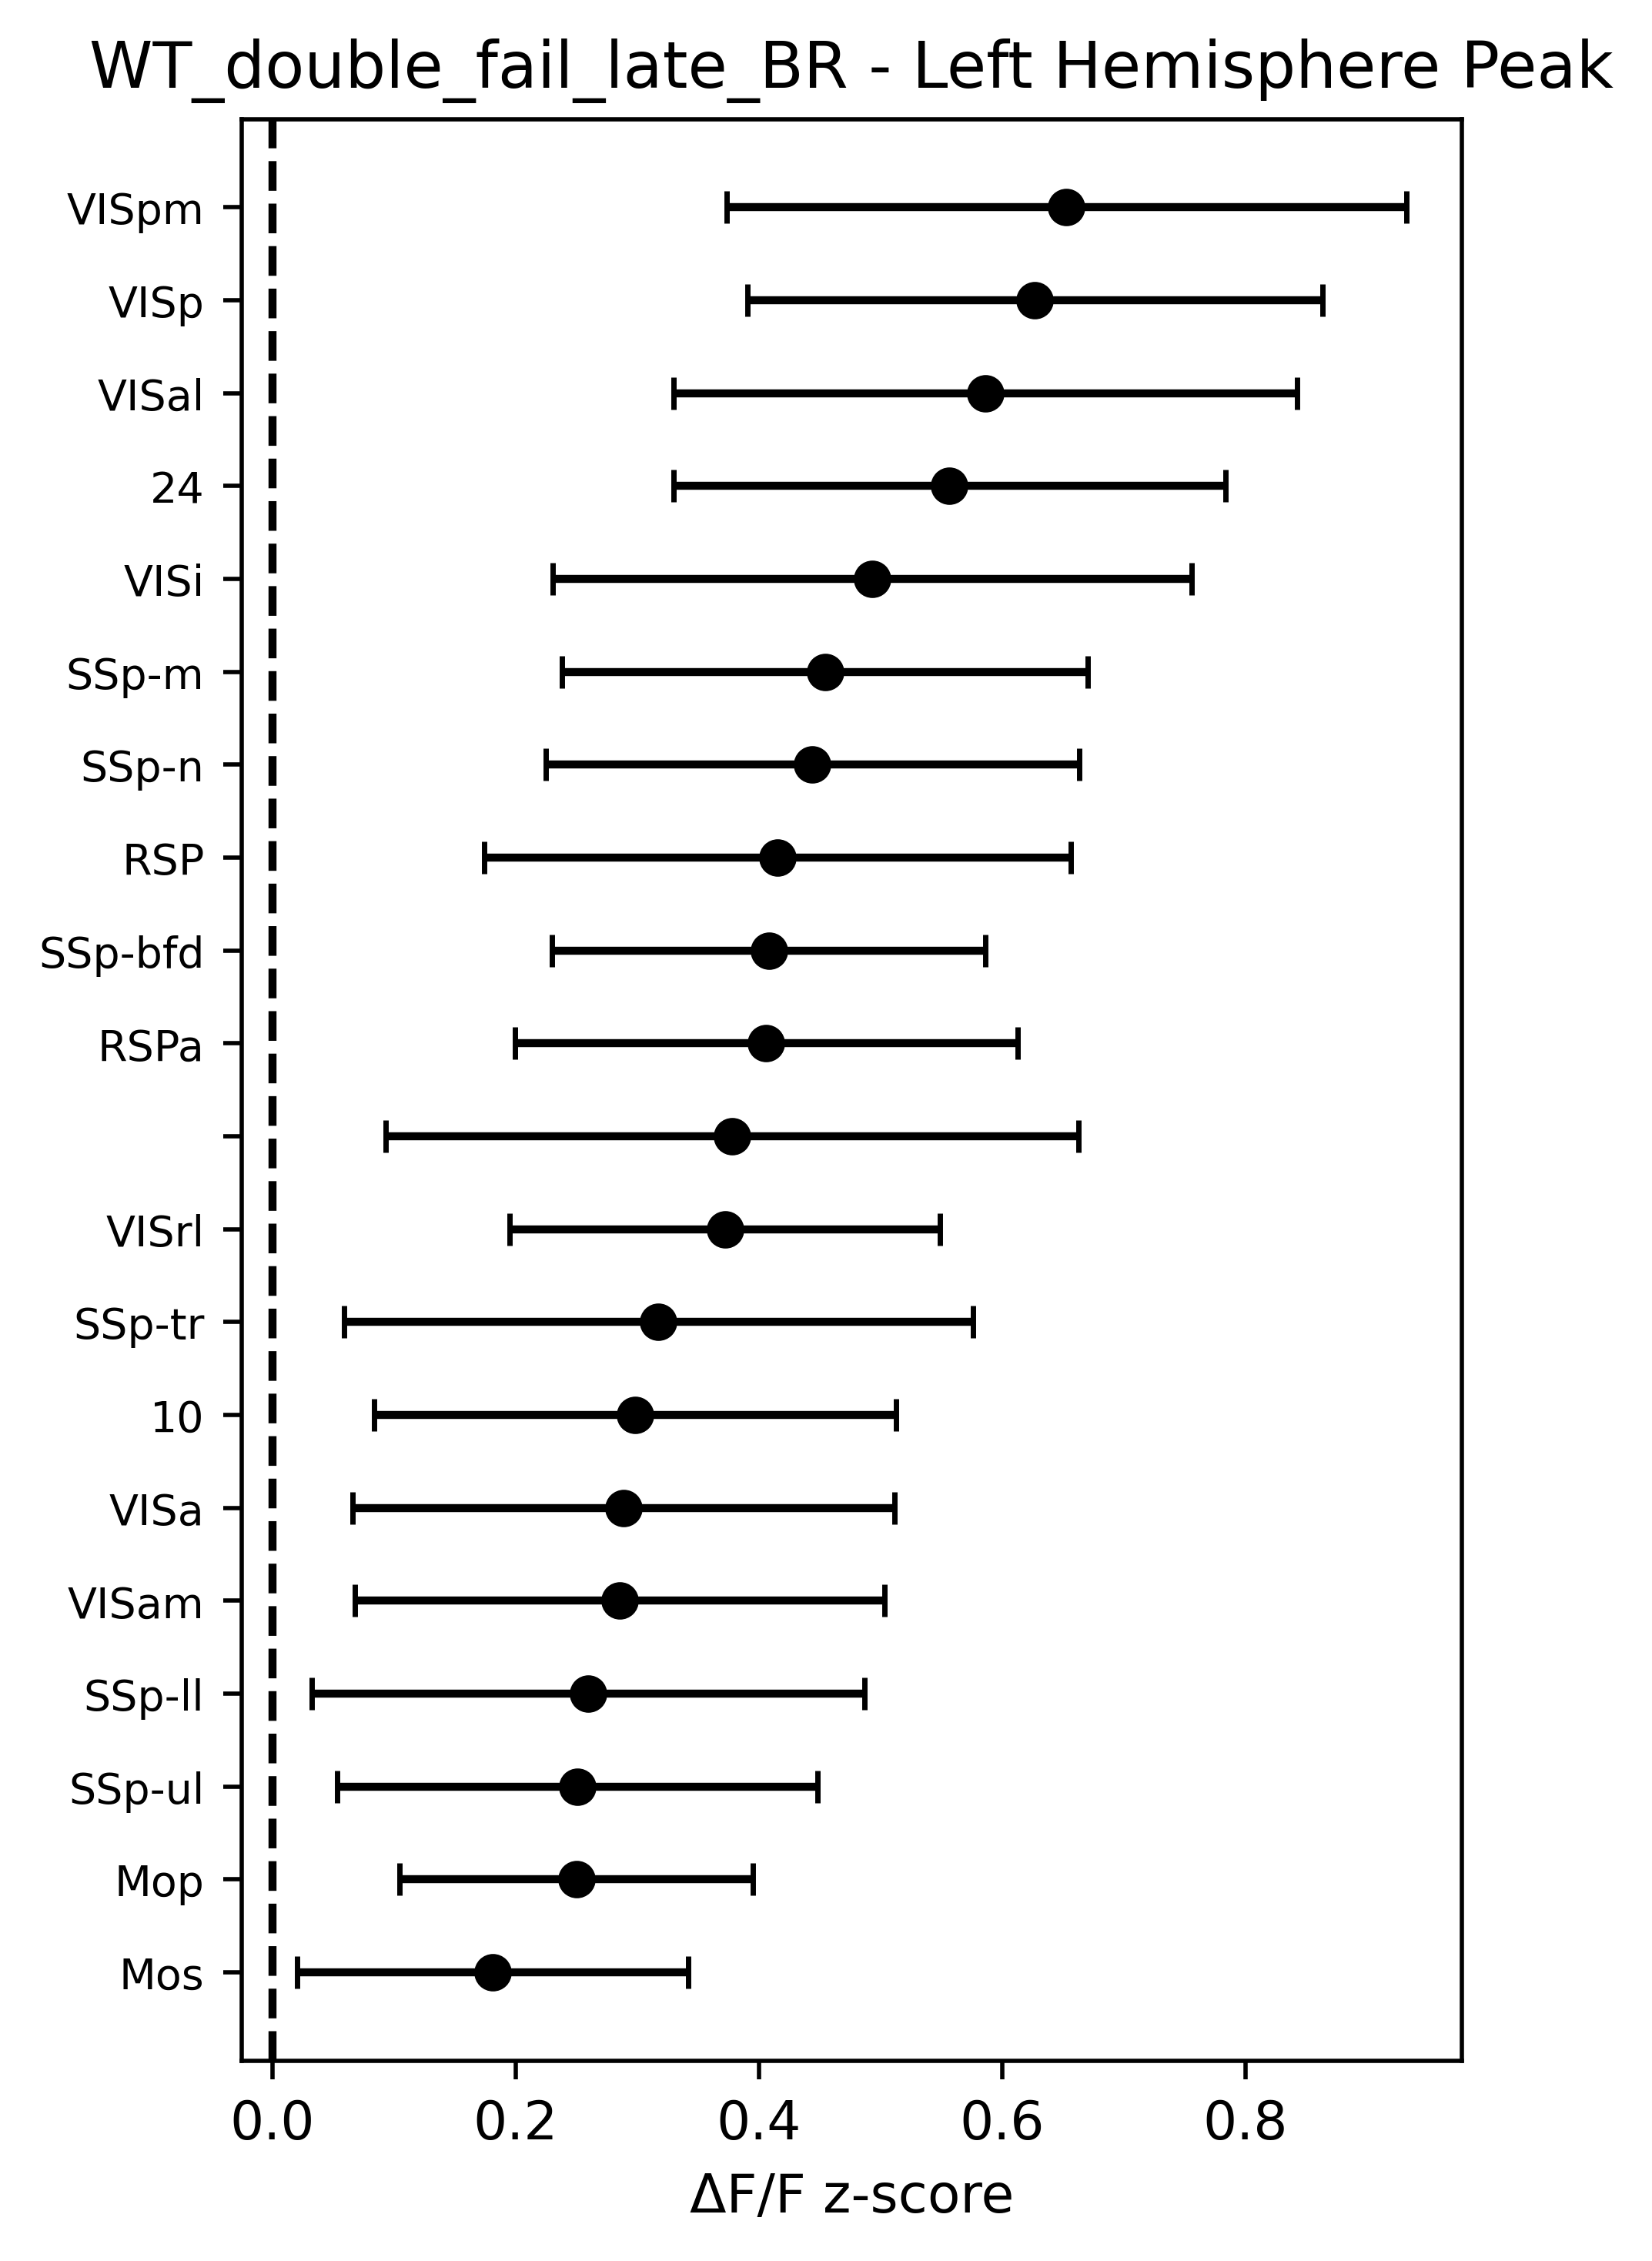 WT_double_fail_late_BR - Left Hemisphere Peak
VISpm
VISp
VISal
24
VISi
SSp-m
SSp-n
RSP
SSp-bfd
RSPa
VISrl
SSp-tr
10
VISa
VISam
SSp-ll
SSp-ul
Mop
Mos
0.0 0.2 0.4 0.6 0.8
ΔF/F z-score